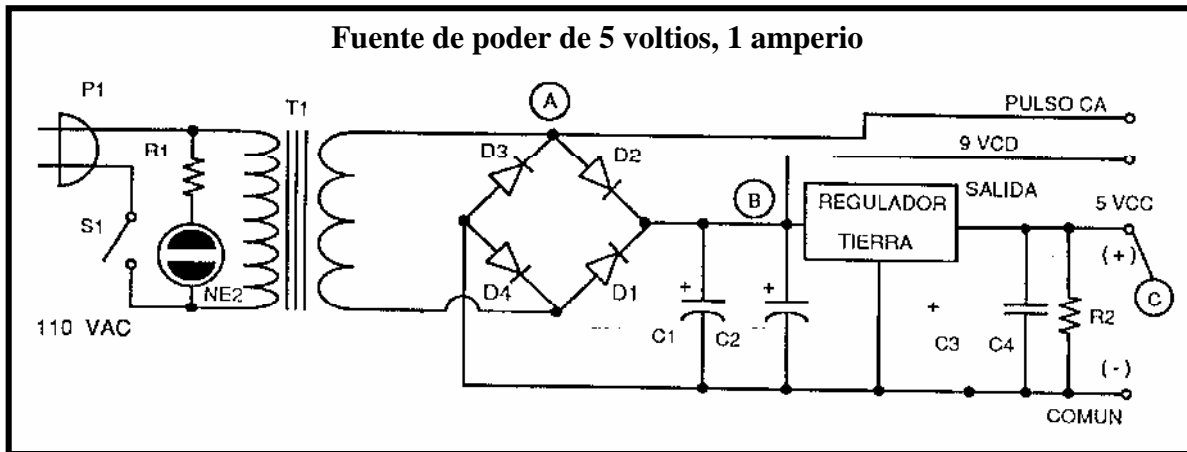 Fuente de poder de 5 voltios, 1 amperio
P1
T1
A
PULSO CA
R1
D3
D2
9 VCD
B
REGULADOR
SALIDA
TIERRA
5 VCC
S1
(+)
C
NE2
D4
D1
+
+
+
110 VAC
C1
C2
C3
C4
R2
(-)
COMUN